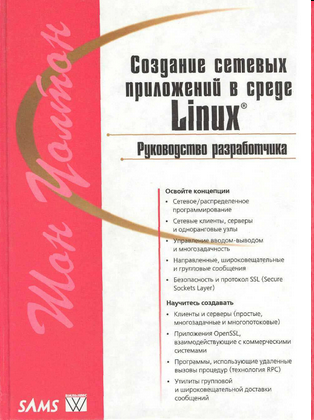 Шон Уолтон
Создание сетевых
приложений в среде
Linux®
Руководство разработчика
Освойте концепции
• Сетевое/распределенное
программирование
• Сетевые клиенты, серверы
и одноранговые узлы
• Управление вводом-выводом
и многозадачность
• Направленные, широковещательные
и групповые сообщения
• Безопасность и протокол SSL (Secure
Sockets Layer)
Научитесь создавать
• Клиенты и серверы (простые,
многозадачные и многопотоковые)
• Приложения OpenSSL,
взаимодействующие с коммерческими
системами
• Программы, использующие удаленные
вызовы процедур (технология RPC)
• Утилиты групповой и
широковещательной доставки
сообщений
SAMS
W